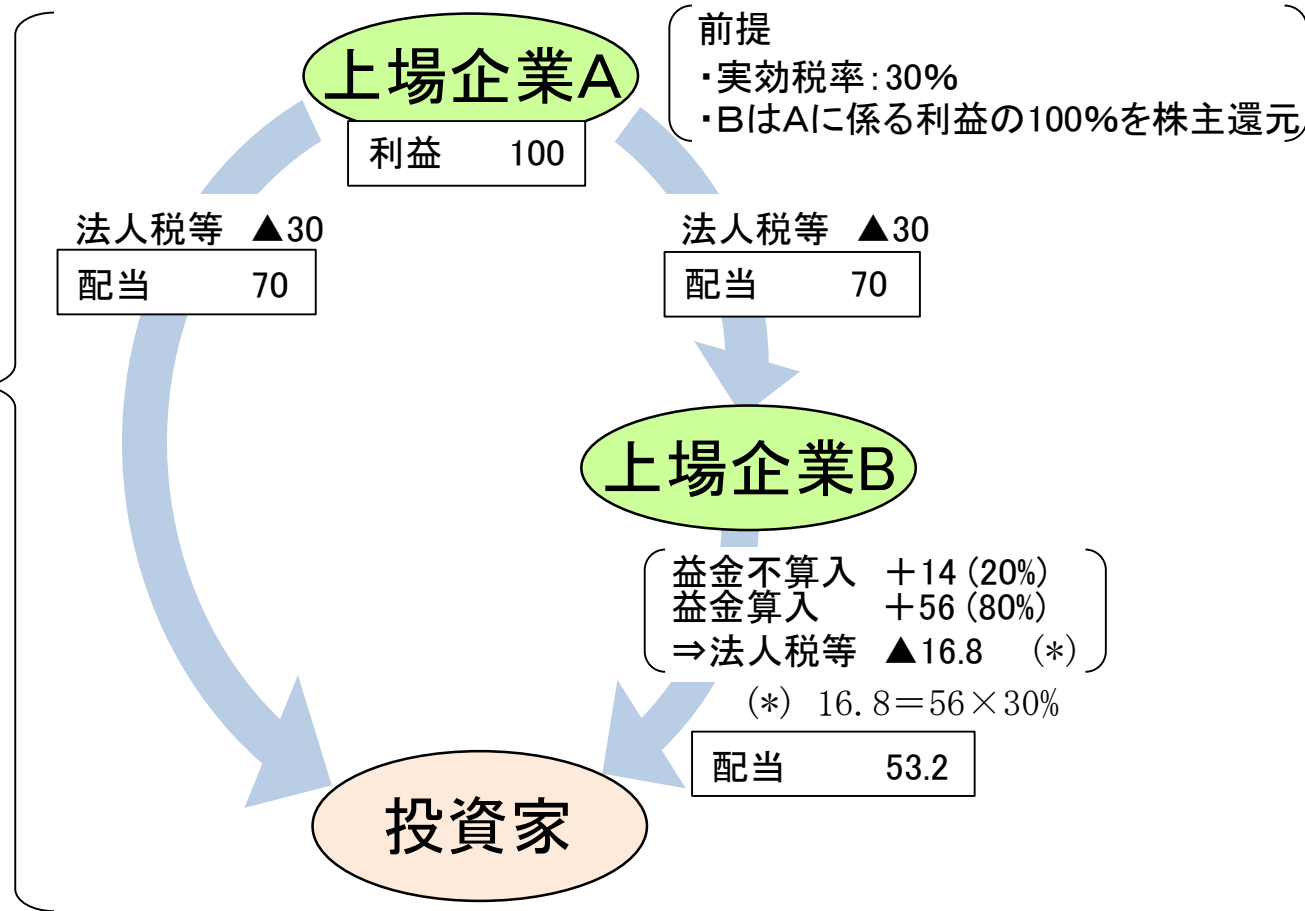 上場企業A
利益 100
前提
・実効税率：30％
・BはAに係る利益の100％を株主還元
法人税等 ▲30
配当 70
法人税等 ▲30
配当 70
上場企業B
益金不算入 ＋14 (20%)
益金算入 ＋56 (80%)
⇒法人税等 ▲16.8 (*)
(*) 16.8＝56×30%
配当 53.2
投資家